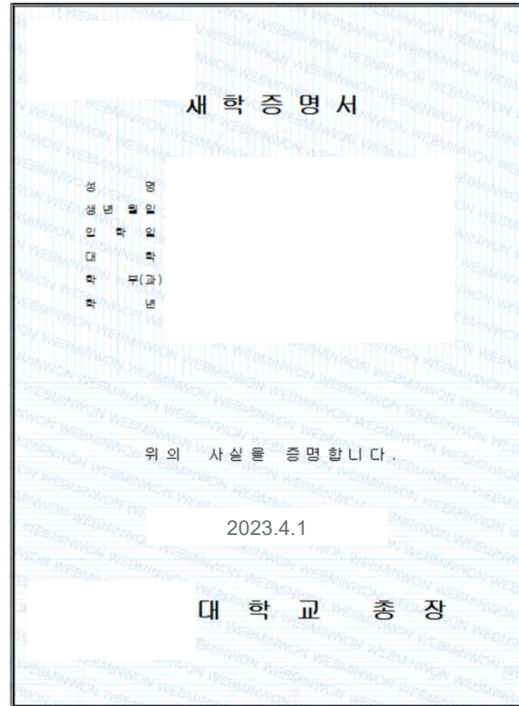 재 학 증 명 서
성 명
생 년 월 일
입 학 일
대 학
학 부(과)
학 년
위 의 사 실 을 증 명 합 니 다 .
2023.4.1
대 학 교 총 장
WEBMINWON